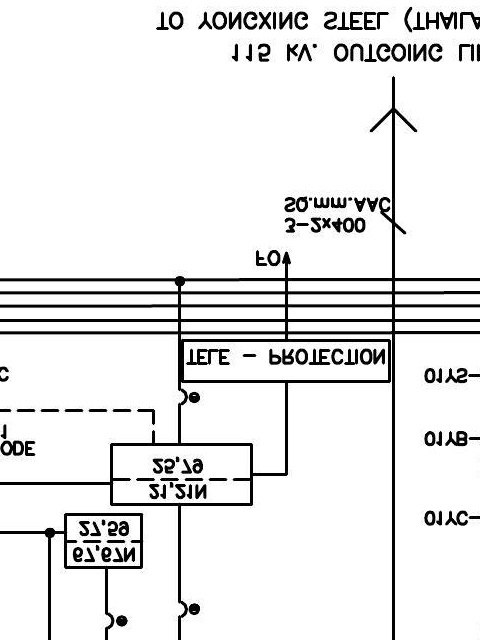 67,67N
27,59
01YC-
21,21N
25,79
ODE
01YB-
01YS-
TELE - PROTECTION
FO
3-2x400
SQ.mm.AAC
115 kV. OUTGOING LI
TO YONGXING STEEL (THAILA